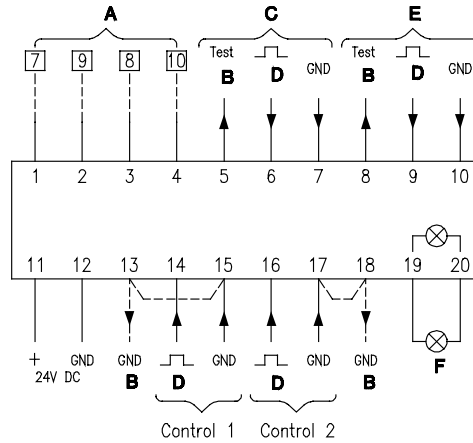 A C E
7 9 8 10 Test GND Test GND
B D B D
1 2 3 4 5 6 7 8 9 10
11 12 13 14 15 16 17 18 19 20
+ GND GND GND GND GND
24V DC B D D B F
Control 1 Control 2